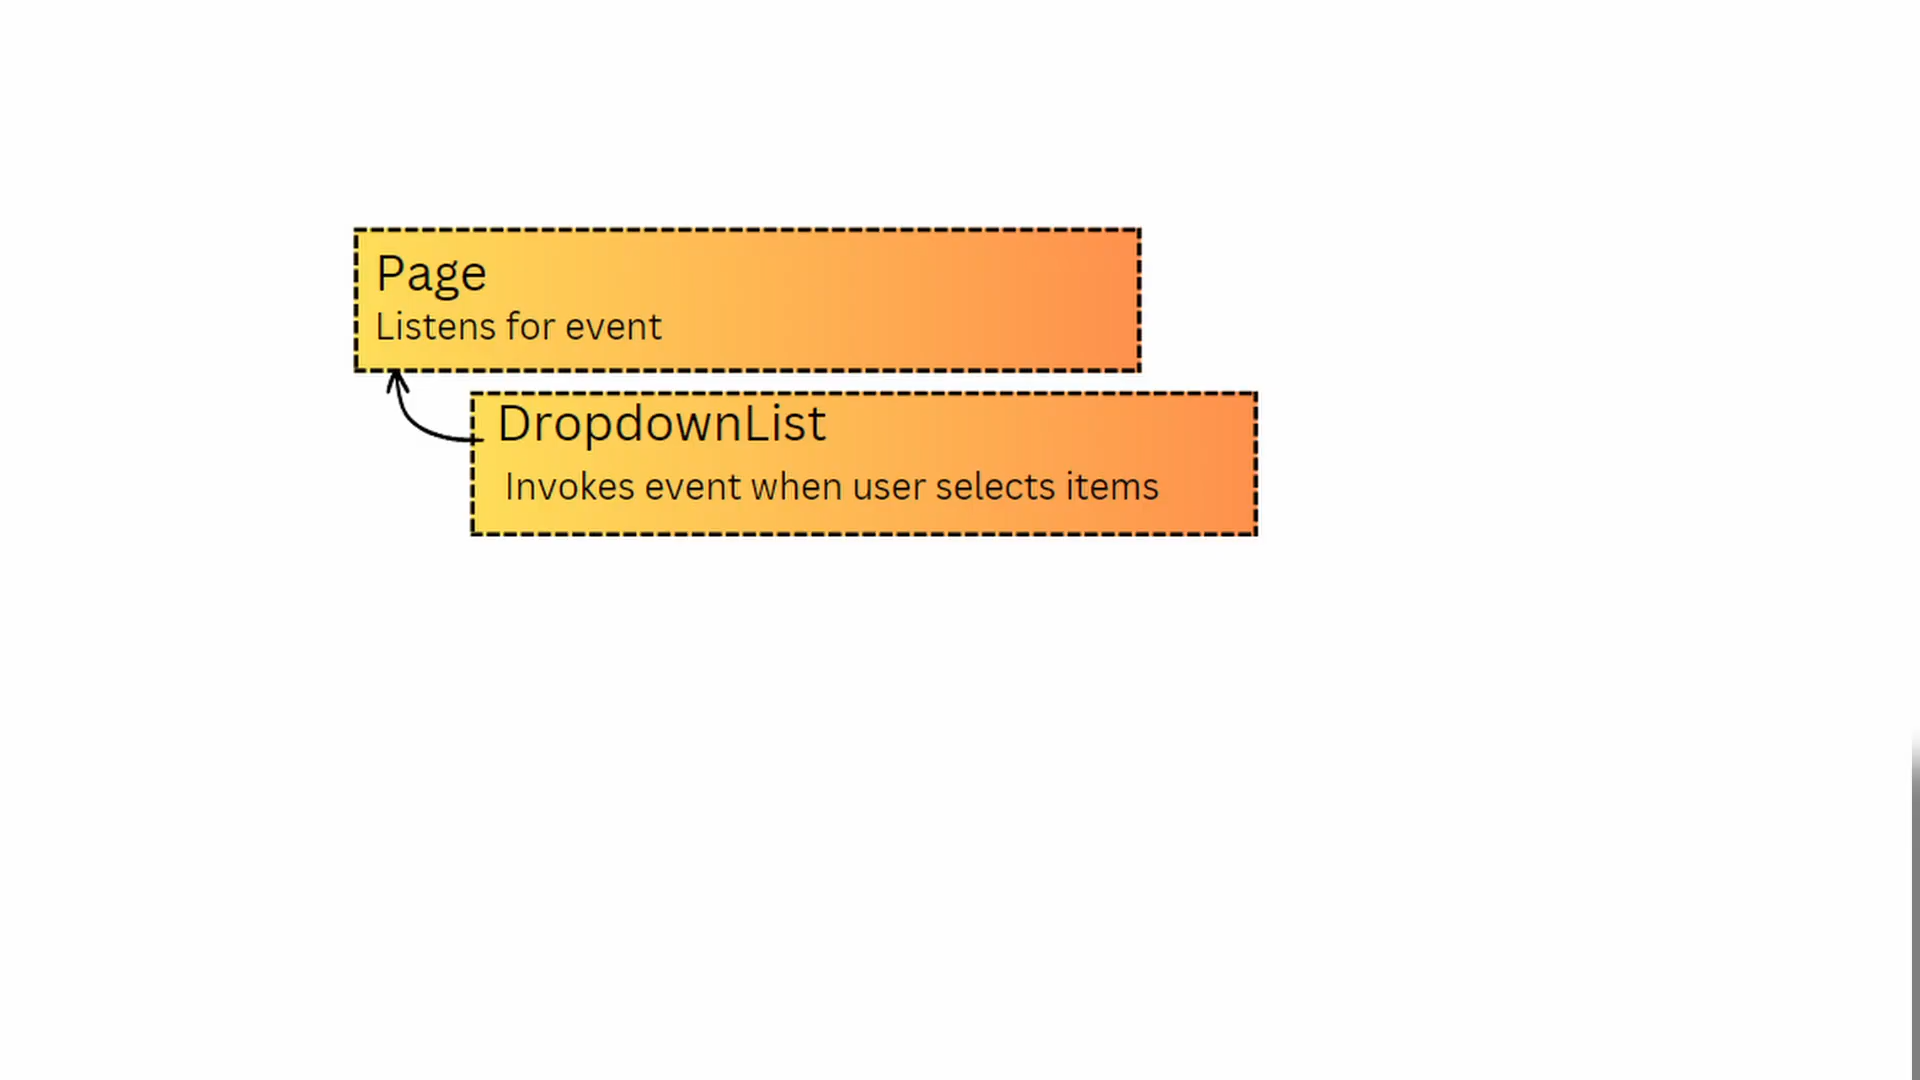 Page
Listens for event
DropdownList
Invokes event when user selects items